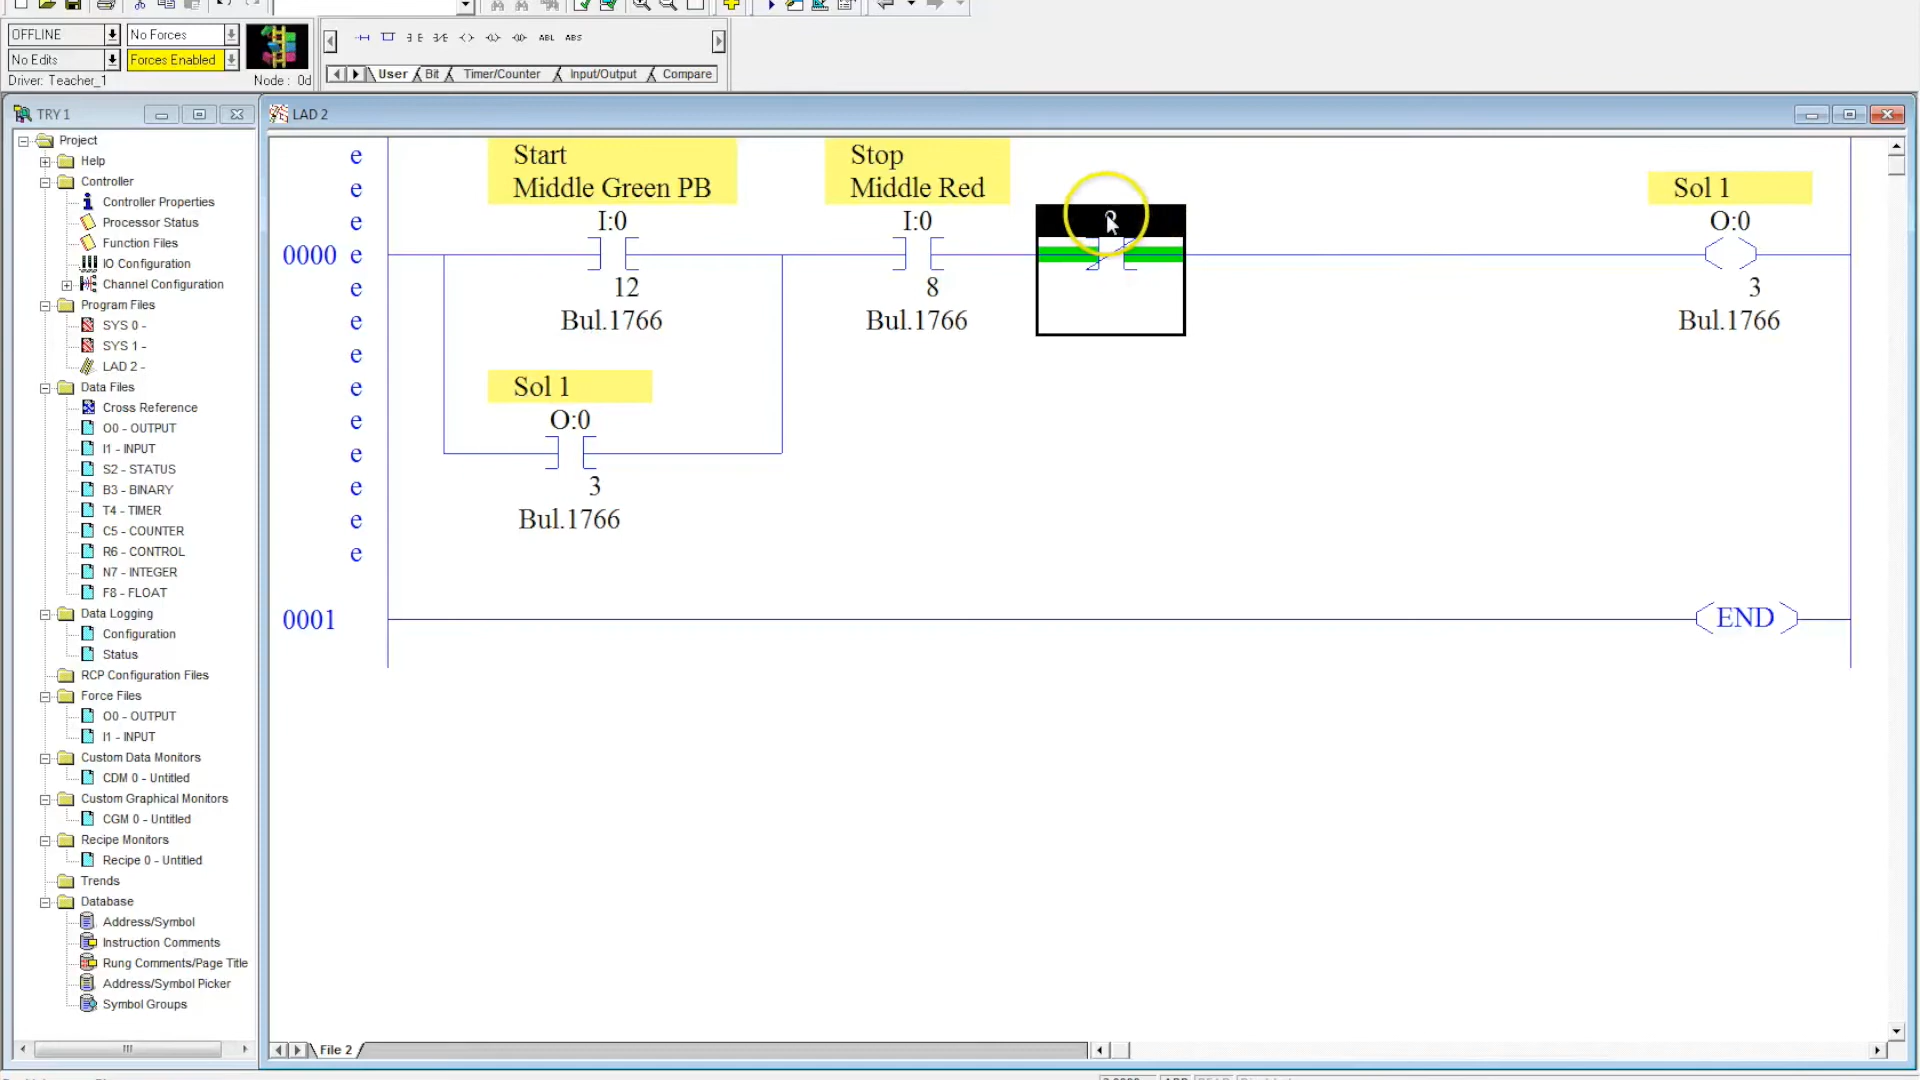 OFFLINE No Forces
No Edits Forces Enabled
Driver: Teacher_1 Node : 0d
ABL ABS
User Bit Timer/Counter Input/Output Compare
TRY 1
Project
Help
Controller
Controller Properties
Processor Status
Function Files
IO Configuration
Channel Configuration
Program Files
SYS 0 -
SYS 1 -
LAD 2 -
Data Files
Cross Reference
O0 - OUTPUT
I1 - INPUT
S2 - STATUS
B3 - BINARY
T4 - TIMER
C5 - COUNTER
R6 - CONTROL
N7 - INTEGER
F8 - FLOAT
Data Logging
Configuration
Status
RCP Configuration Files
Force Files
O0 - OUTPUT
I1 - INPUT
Custom Data Monitors
CDM 0 - Untitled
Custom Graphical Monitors
CGM 0 - Untitled
Recipe Monitors
Recipe 0 - Untitled
Trends
Database
Address/Symbol
Instruction Comments
Rung Comments/Page Title
Address/Symbol Picker
Symbol Groups
LAD 2
e
e
e
0000 e
e
e
e
e
e
e
e
e
e
Start
Middle Green PB
I:0
12
Bul.1766
Stop
Middle Red
I:0
8
Bul.1766
?
Sol 1
O:0
3
Bul.1766
Sol 1
O:0
3
Bul.1766
0001
END
File 2